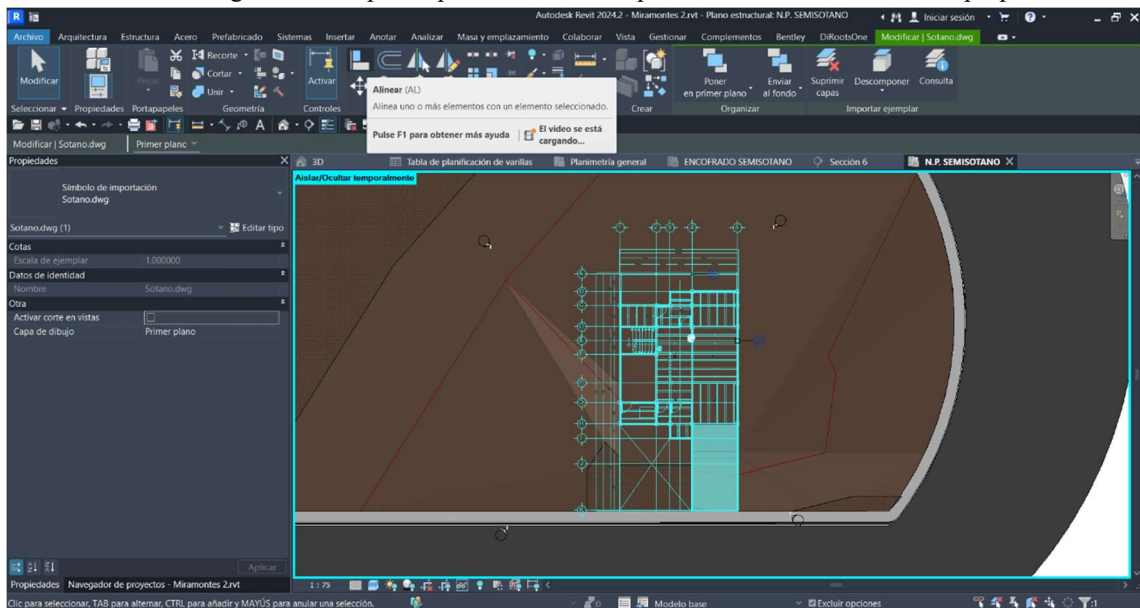 Autodesk Revit 2024.2 - Miramontes 2.rvt - Plano estructural: N.P. SEMISOTANO
Iniciar sesión
Archivo Arquitectura Estructura Acero Prefabricado Sistemas Insertar Anotar Analizar Masa y emplazamiento Colaborar Vista Gestionar Complementos Bentley DiRootsOne Modificar | Sotano.dwg
Modificar
Pegar
Recorte
Cortar
Unir
Activar
Poner en primer plano
Enviar al fondo
Suprimir capas
Descomponer
Consulta
Seleccionar Propiedades Portapapeles Geometría Controles Crear Organizar Importar ejemplar
Alinear (AL)
Alinea uno o más elementos con un elemento seleccionado.
Pulse F1 para obtener más ayuda
El vídeo se está cargando...
Modificar | Sotano.dwg Primer planc
Propiedades
3D Tabla de planificación de varillas Planimetría general ENCOFRADO SEMISOTANO Sección 6 N.P. SEMISOTANO
Aislar/Ocultar temporalmente
Símbolo de importación
Sotano.dwg
Sotano.dwg (1) Editar tipo
Cotas
Escala de ejemplar 1.000000
Datos de identidad
Nombre Sotano.dwg
Otra
Activar corte en vistas
Capa de dibujo Primer plano
Aplicar
Propiedades Navegador de proyectos - Miramontes 2.rvt
1 : 75
Clic para seleccionar, TAB para alternar, CTRL para añadir y MAYÚS para anular una selección.
:0 Modelo base Excluir opciones :1